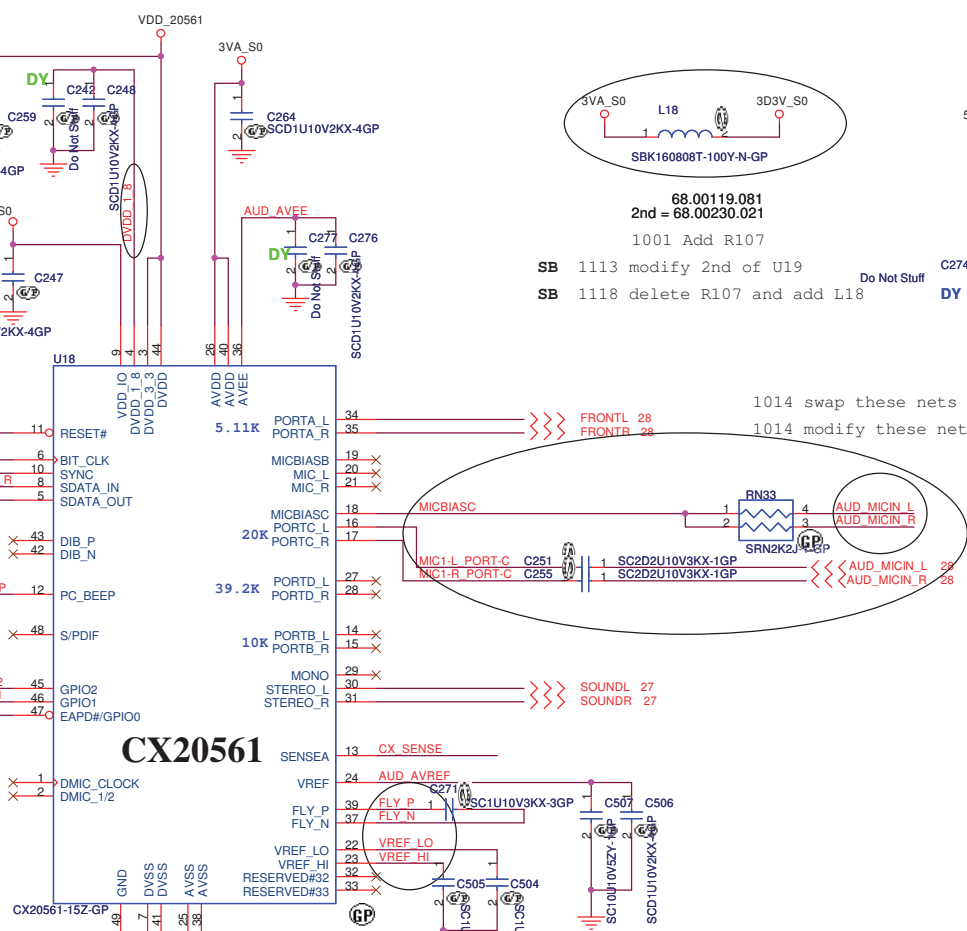 VDD_20561
3VA_S0
DY
C242
C248
C259
Do Not Stuff
SCD1U10V2KX-4GP
C264
SCD1U10V2KX-4GP
DVDD_1_8
4GP
S0
C247
2KX-4GP
AUD_AVEE
DY
C277
C276
Do Not Stuff
SCD1U10V2KX-4GP
3VA_S0
L18
3D3V_S0
1
2
SBK160808T-100Y-N-GP
68.00119.081
2nd = 68.00230.021
1001 Add R107
SB 1113 modify 2nd of U19
SB 1118 delete R107 and add L18
Do Not Stuff
C274
DY
1014 swap these nets
1014 modify these net
U18
9 4 3 44
26 40 36
VDD_IO
DVDD_1_8
DVDD_3_3
DVDD
AVDD
AVDD
AVEE
5.11K
PORTA_L 34 FRONTL 28
PORTA_R 35 FRONTR 28
11 RESET#
6 BIT_CLK
10 SYNC
R 8 SDATA_IN
5 SDATA_OUT
MICBIASB 19
MIC_L 20
MIC_R 21
MICBIASC 18 MICBIASC
20K
PORTC_L 16
PORTC_R 17
RN33
1 4 AUD_MICIN_L
2 3 AUD_MICIN_R
SRN2K2J-1-GP
GP
MIC1-L_PORT-C C251 1 SC2D2U10V3KX-1GP AUD_MICIN_L 28
MIC1-R_PORT-C C255 1 SC2D2U10V3KX-1GP AUD_MICIN_R 28
43 DIB_P
42 DIB_N
39.2K
PORTD_L 27
PORTD_R 28
12 PC_BEEP
48 S/PDIF
10K
PORTB_L 14
PORTB_R 15
MONO 29
STEREO_L 30 SOUNDL 27
STEREO_R 31 SOUNDR 27
45 GPIO2
46 GPIO1
47 EAPD#/GPIO0
CX20561
SENSEA 13 CX_SENSE
VREF 24 AUD_AVREF
1 DMIC_CLOCK
2 DMIC_1/2
C271
FLY_P 39 FLY_P 1 SC1U10V3KX-3GP
FLY_N 37 FLY_N
VREF_LO 22 VREF_LO
VREF_HI 23 VREF_HI
RESERVED#32 32
RESERVED#33 33
C507
C506
SC10U10V5ZY-1GP
SCD1U10V2KX-4GP
C505
C504
SC1U
SC1U
GND
DVSS
DVSS
AVSS
AVSS
CX20561-15Z-GP
49 7 41 25 38
GP